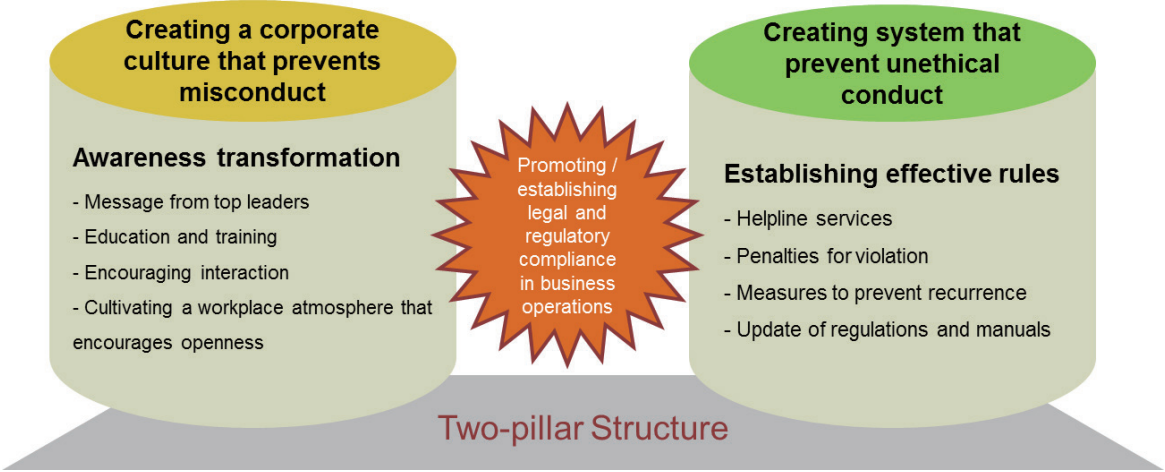 Creating a corporate
culture that prevents
misconduct
Awareness transformation
- Message from top leaders
- Education and training
- Encouraging interaction
- Cultivating a workplace atmosphere that
encourages openness
Promoting /
establishing
legal and
regulatory
compliance
in business
operations
Creating system that
prevent unethical
conduct
Establishing effective rules
- Helpline services
- Penalties for violation
- Measures to prevent recurrence
- Update of regulations and manuals
Two-pillar Structure